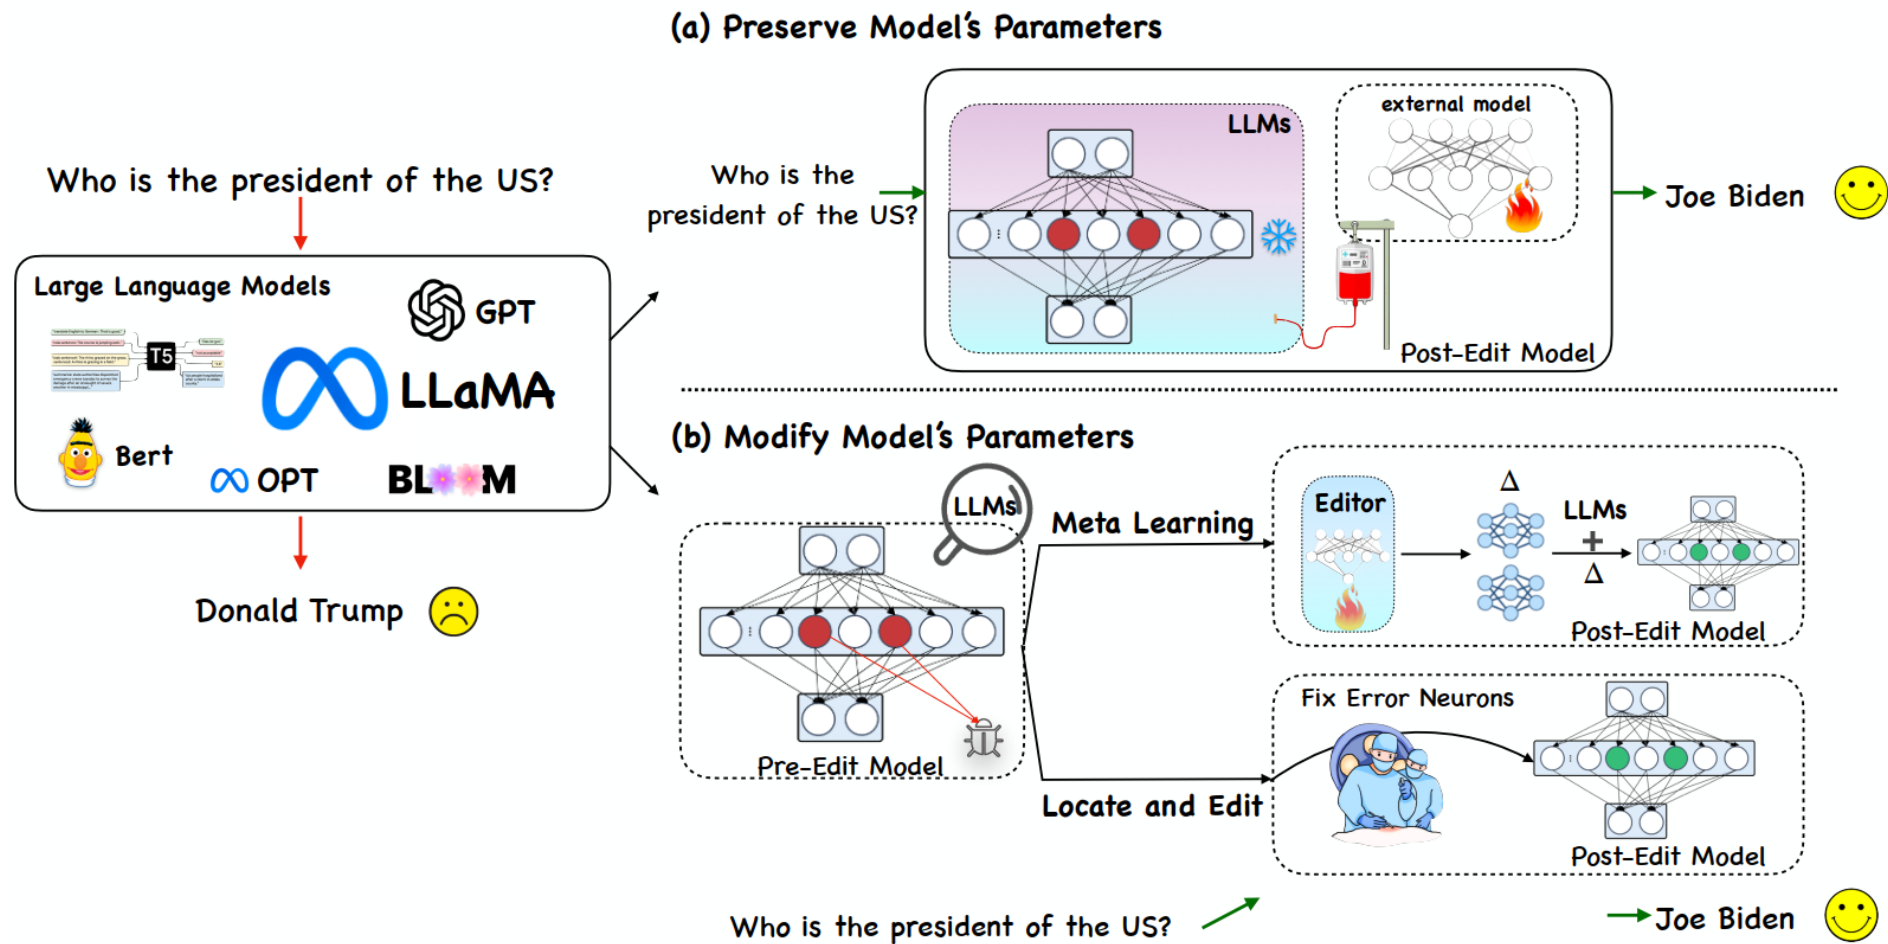 (a) Preserve Model's Parameters
Who is the president of the US?
Large Language Models
GPT
T5
LLaMA
Bert
OPT
BLOOM
Donald Trump
Who is the
president of the US?
LLMs
external model
Post-Edit Model
Joe Biden
(b) Modify Model's Parameters
LLMs
Pre-Edit Model
Meta Learning
Editor
Δ
LLMs
+
Δ
Post-Edit Model
Locate and Edit
Fix Error Neurons
Post-Edit Model
Who is the president of the US?
Joe Biden